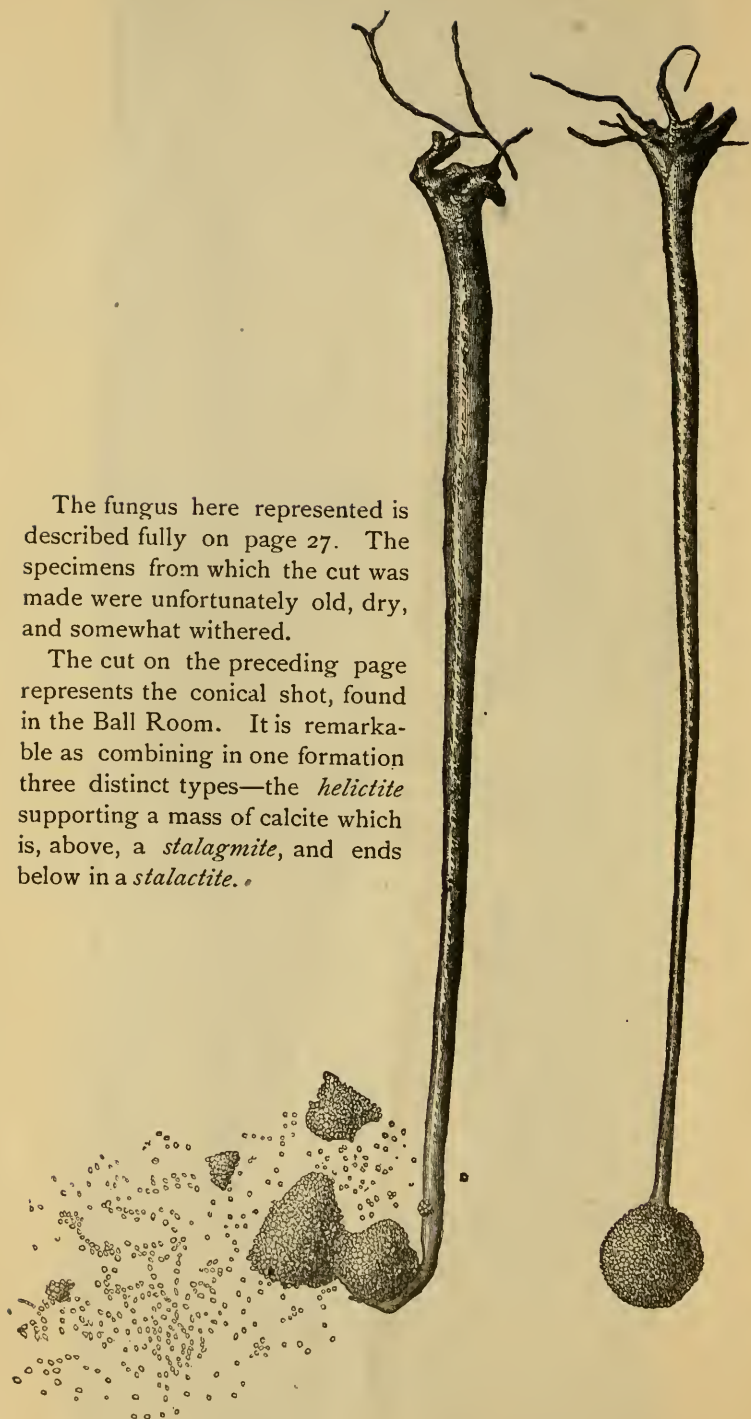 The fungus here represented is
described fully on page 27. The
specimens from which the cut was
made were unfortunately old, dry,
and somewhat withered.
The cut on the preceding page
represents the conical shot, found
in the Ball Room. It is remarka-
ble as combining in one formation
three distinct types—the helictite
supporting a mass of calcite which
is, above, a stalagmite, and ends
below in a stalactite.